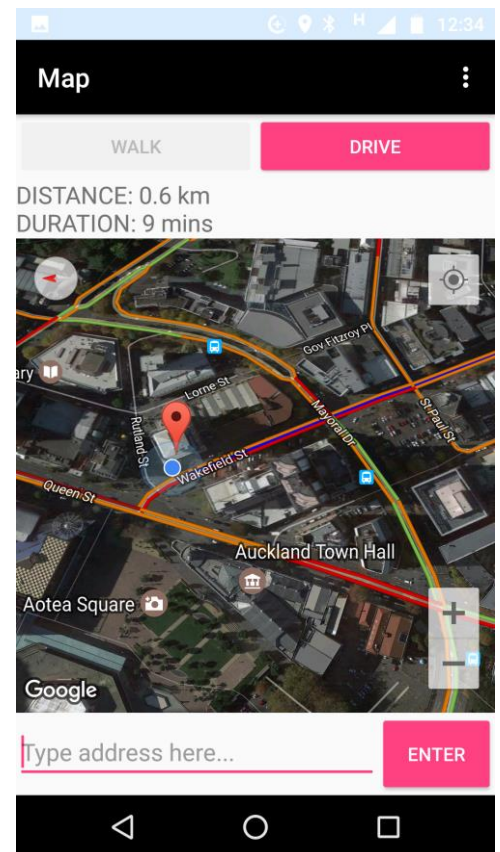 H 12:34
Map
WALK DRIVE
DISTANCE: 0.6 km
DURATION: 9 mins
Gov Fitzroy Pl
ary
Lorne St
St Paul St
Mayoral Dr
Rutland St
Wakefield St
Queen St
Auckland Town Hall
Aotea Square
Google
+
−
Type address here...
ENTER